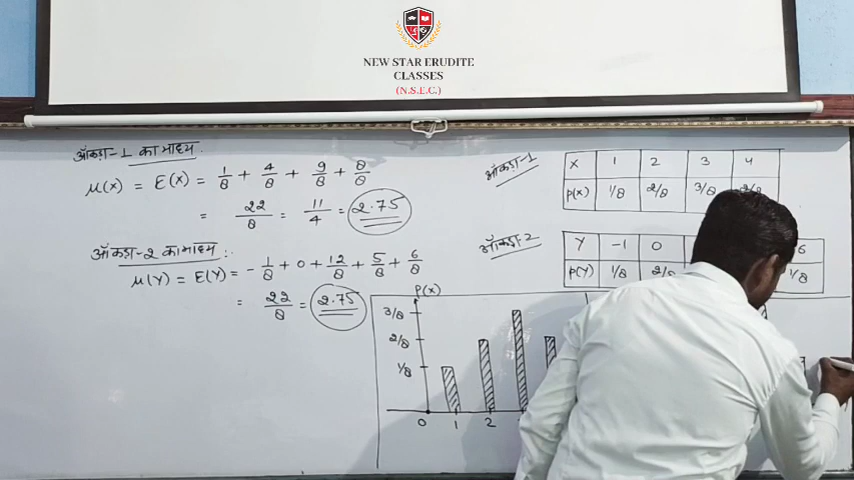 NEW STAR ERUDITE
CLASSES
(N.S.E.C.)
आँकड़ा-1 का माध्य.
μ(X) = E(X) = 1/8 + 4/8 + 9/8 + 8/8
= 22/8 = 11/4 = 2.75
आँकड़ा-2 का माध्य:.
μ(Y) = E(Y) = -1/8 + 0 + 12/8 + 5/8 + 6/8
= 22/8 = 2.75
आँकड़ा-1
X 1 2 3 4
P(X) 1/8 2/8 3/8 2/8
आँकड़ा-2
Y -1 0 6
P(Y) 1/8 2/8 1/8
P(X)
3/8
2/8
1/8
0 1 2